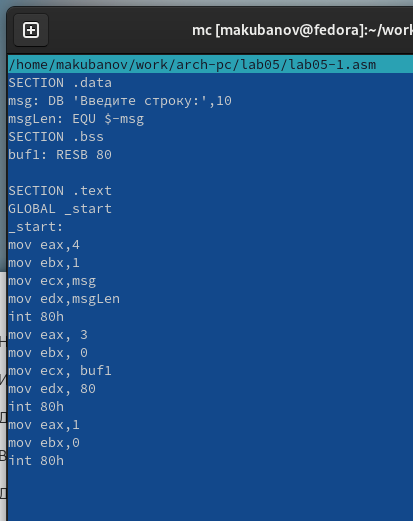 mc [makubanov@fedora]:~/work
/home/makubanov/work/arch-pc/lab05/lab05-1.asm
SECTION .data
msg: DB 'Введите строку:',10
msgLen: EQU $-msg
SECTION .bss
buf1: RESB 80
SECTION .text
GLOBAL _start
_start:
mov eax,4
mov ebx,1
mov ecx,msg
mov edx,msgLen
int 80h
mov eax, 3
mov ebx, 0
mov ecx, buf1
mov edx, 80
int 80h
mov eax,1
mov ebx,0
int 80h